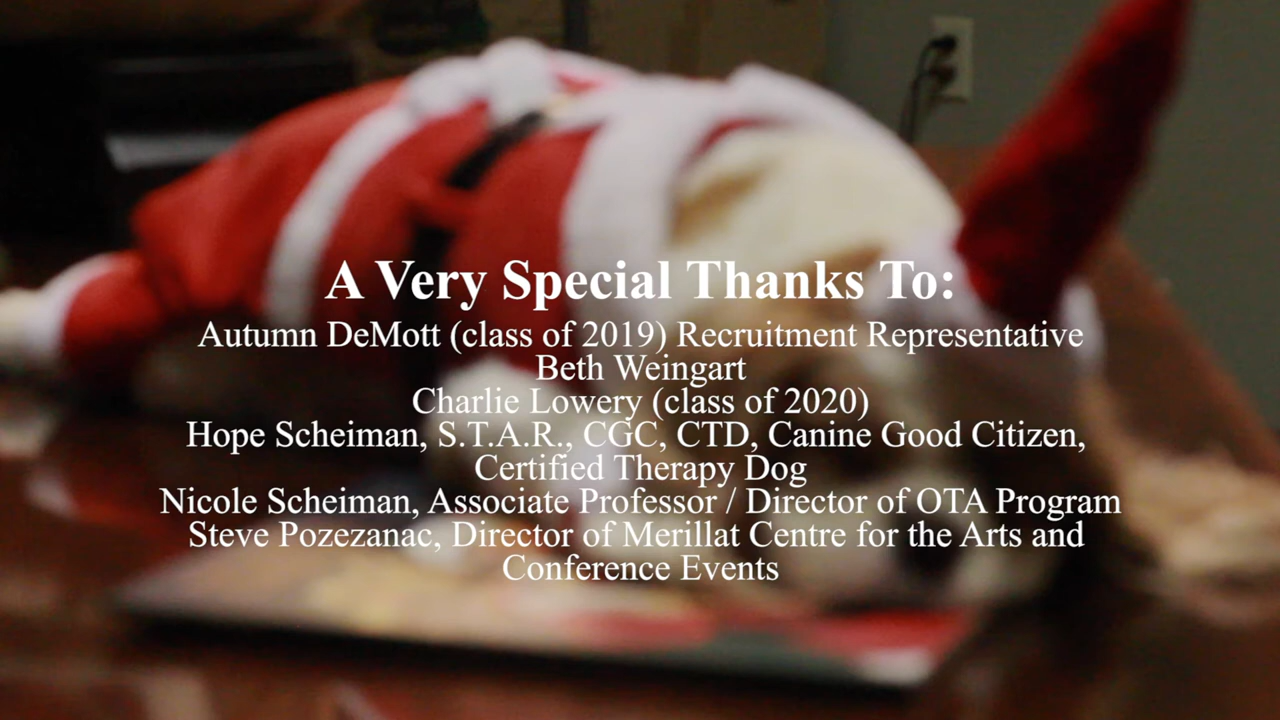 A Very Special Thanks To:
Autumn DeMott (class of 2019) Recruitment Representative
Beth Weingart
Charlie Lowery (class of 2020)
Hope Scheiman, S.T.A.R., CGC, CTD, Canine Good Citizen,
Certified Therapy Dog
Nicole Scheiman, Associate Professor / Director of OTA Program
Steve Pozezanac, Director of Merillat Centre for the Arts and
Conference Events